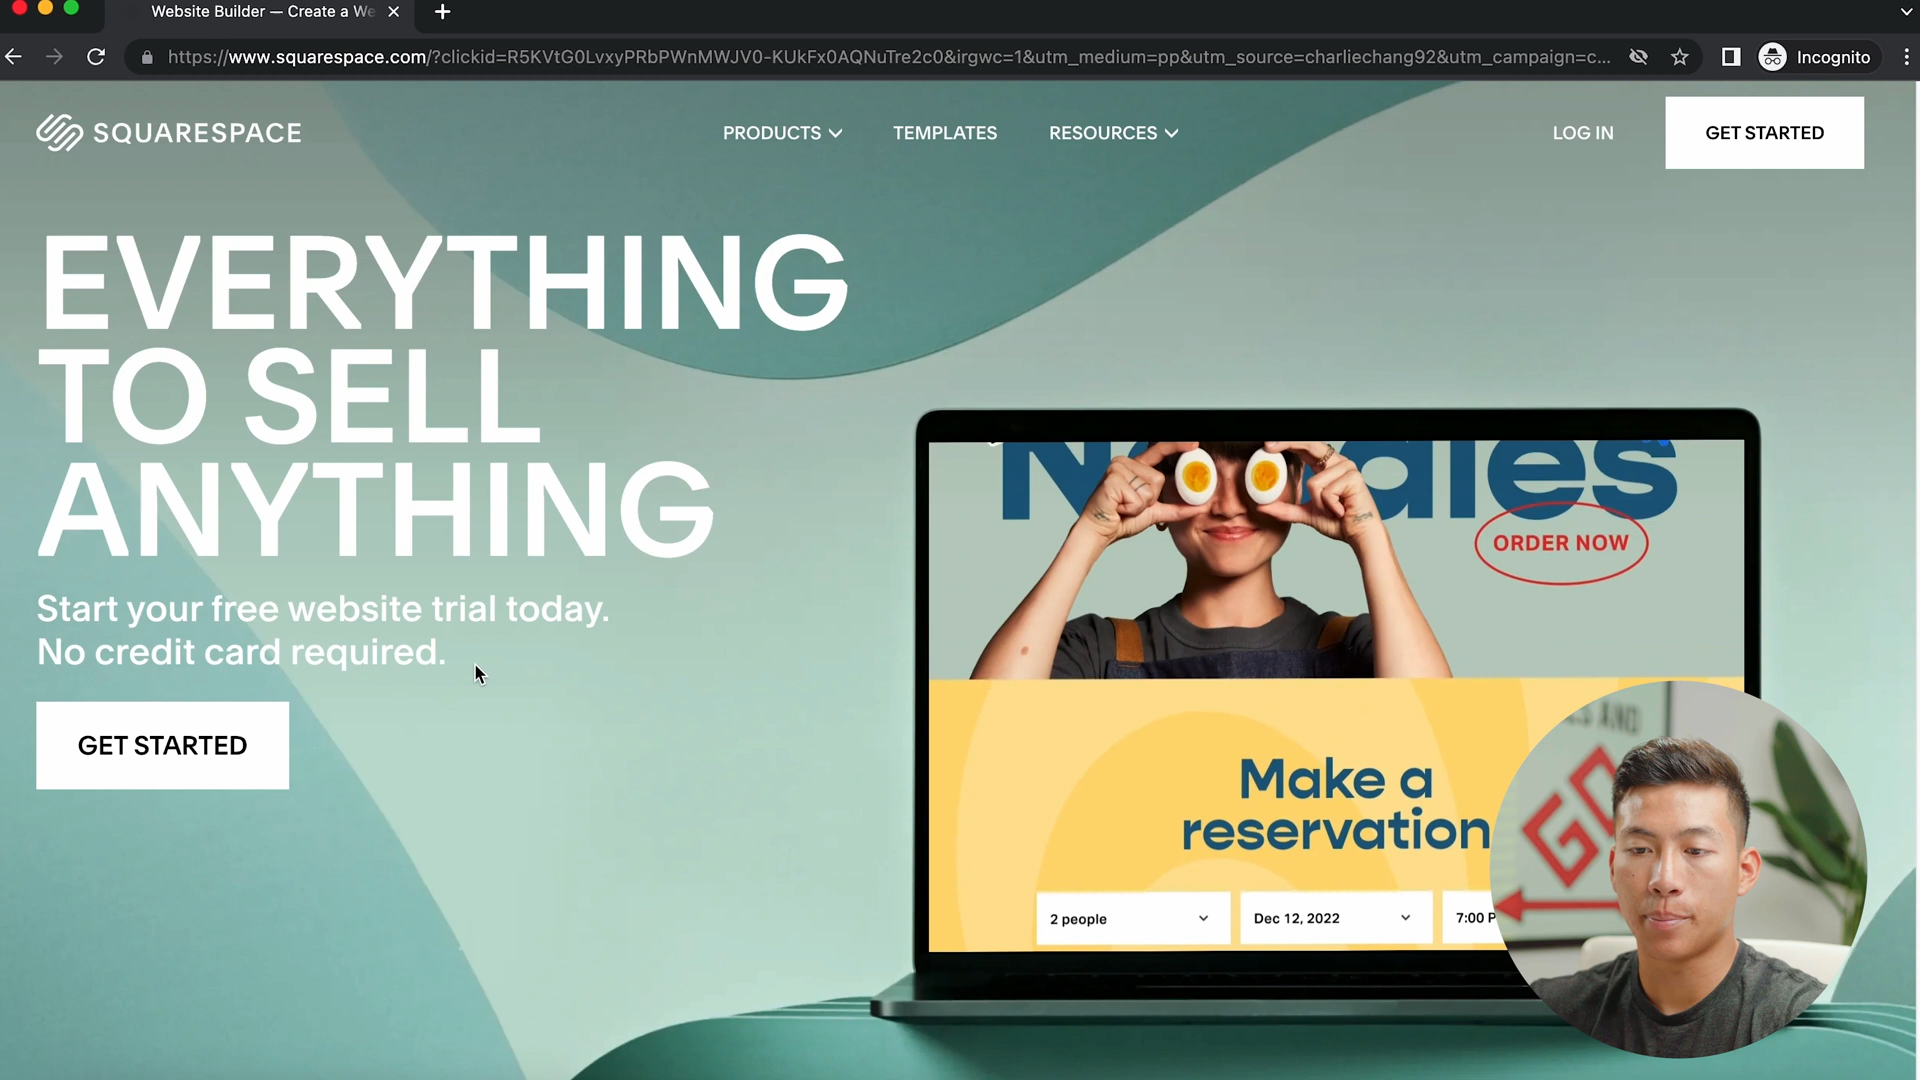 Website Builder — Create a We
https://www.squarespace.com/?clickid=R5KVtG0LvxyPRbPWnMWJV0-KUkFx0AQNuTre2c0&irgwc=1&utm_medium=pp&utm_source=charliechang92&utm_campaign=c...
Incognito
SQUARESPACE
PRODUCTS
TEMPLATES
RESOURCES
LOG IN
GET STARTED
EVERYTHING
TO SELL
ANYTHING
Start your free website trial today.
No credit card required.
GET STARTED
ORDER NOW
Make a
reservation
2 people
Dec 12, 2022
7:00 P
AND
GO